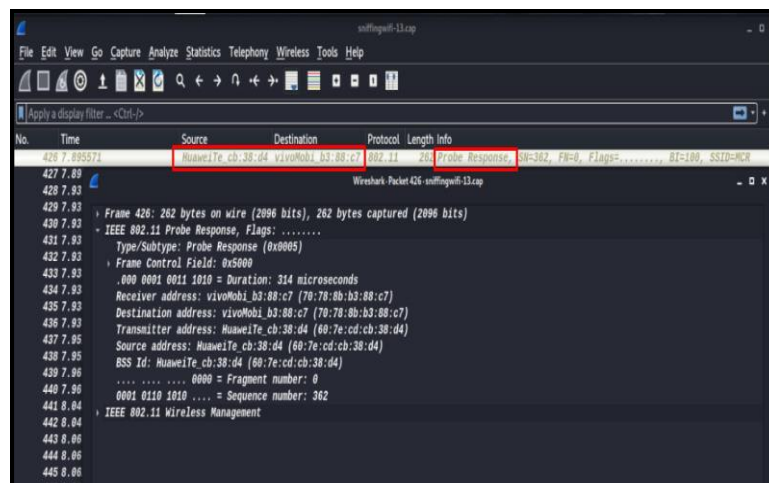 sniffingwifi-13.cap
File Edit View Go Capture Analyze Statistics Telephony Wireless Tools Help
Apply a display filter ... <Ctrl-/>
No. Time Source Destination Protocol Length Info
426 7.895571 HuaweiTe_cb:38:d4 vivoMobi_b3:88:c7 802.11 262 Probe Response, SN=362, FN=0, Flags=........, BI=100, SSID=MCR
427 7.89
Wireshark·Packet 426·sniffingwifi-13.cap
428 7.93
429 7.93
Frame 426: 262 bytes on wire (2096 bits), 262 bytes captured (2096 bits)
430 7.93
IEEE 802.11 Probe Response, Flags: ........
431 7.93
Type/Subtype: Probe Response (0x0005)
432 7.93
Frame Control Field: 0x5000
433 7.93
.000 0001 0011 1010 = Duration: 314 microseconds
434 7.93
Receiver address: vivoMobi_b3:88:c7 (70:78:8b:b3:88:c7)
435 7.93
Destination address: vivoMobi_b3:88:c7 (70:78:8b:b3:88:c7)
436 7.93
Transmitter address: HuaweiTe_cb:38:d4 (60:7e:cd:cb:38:d4)
437 7.95
Source address: HuaweiTe_cb:38:d4 (60:7e:cd:cb:38:d4)
438 7.95
BSS Id: HuaweiTe_cb:38:d4 (60:7e:cd:cb:38:d4)
439 7.96
.... .... .... 0000 = Fragment number: 0
440 7.96
0001 0110 1010 .... = Sequence number: 362
441 8.04
IEEE 802.11 Wireless Management
442 8.04
443 8.06
444 8.06
445 8.06